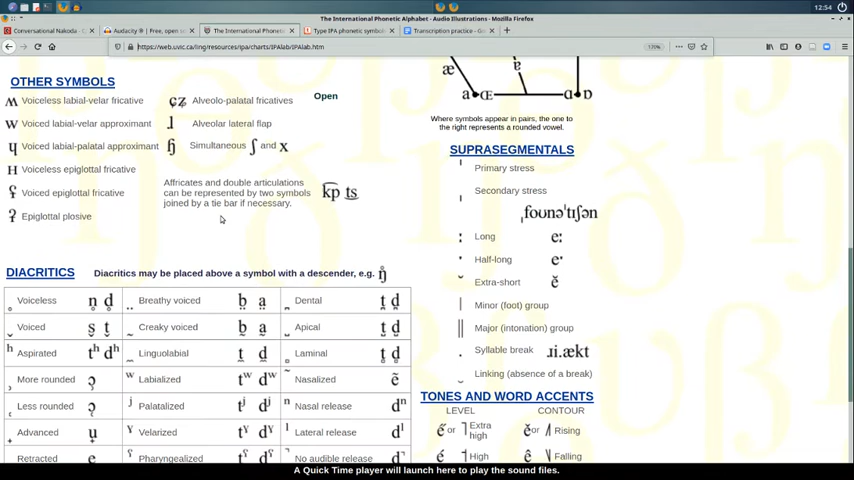 12:54
The International Phonetic Alphabet - Audio Illustrations - Mozilla Firefox
Conversational Nakoda -
Audacity ® | Free, open so
The International Phonetic
Type IPA phonetic symbols
Transcription practice - Go
https://web.uvic.ca/ling/resources/ipa/charts/IPAlab/IPAlab.htm
170%
OTHER SYMBOLS
ʍ Voiceless labial-velar fricative
w Voiced labial-velar approximant
ɥ Voiced labial-palatal approximant
ʜ Voiceless epiglottal fricative
ʢ Voiced epiglottal fricative
ʡ Epiglottal plosive
ɕʑ Alveolo-palatal fricatives
ɺ Alveolar lateral flap
ɧ Simultaneous ʃ and x
Affricates and double articulations
can be represented by two symbols
joined by a tie bar if necessary.
k͡p t͜s
Open
æ ɐ
a ɶ ɑ ɒ
Where symbols appear in pairs, the one to
the right represents a rounded vowel.
DIACRITICS
Diacritics may be placed above a symbol with a descender, e.g. ŋ̊
̥ Voiceless n̥ d̥ ̤ Breathy voiced b̤ a̤ ̪ Dental t̪ d̪
̬ Voiced s̬ t̬ ̰ Creaky voiced b̰ a̰ ̺ Apical t̺ d̺
ʰ Aspirated tʰ dʰ ̼ Linguolabial t̼ d̼ ̻ Laminal t̻ d̻
̹ More rounded ɔ̹ ʷ Labialized tʷ dʷ ̃ Nasalized ẽ
̜ Less rounded ɔ̜ ʲ Palatalized tʲ dʲ ⁿ Nasal release dⁿ
̟ Advanced u̟ ˠ Velarized tˠ dˠ ˡ Lateral release dˡ
Retracted e Pharyngealized tˤ dˤ No audible release d̚
SUPRASEGMENTALS
ˈ Primary stress
ˌ Secondary stress
ˌfoʊnəˈtɪʃən
ː Long eː
ˑ Half-long eˑ
̆ Extra-short ĕ
| Minor (foot) group
‖ Major (intonation) group
. Syllable break ɹi.ækt
‿ Linking (absence of a break)
TONES AND WORD ACCENTS
LEVEL CONTOUR
e̋ or ˥ Extra high ě or ˩˥ Rising
é ˦ High ê ˥˩ Falling
A Quick Time player will launch here to play the sound files.